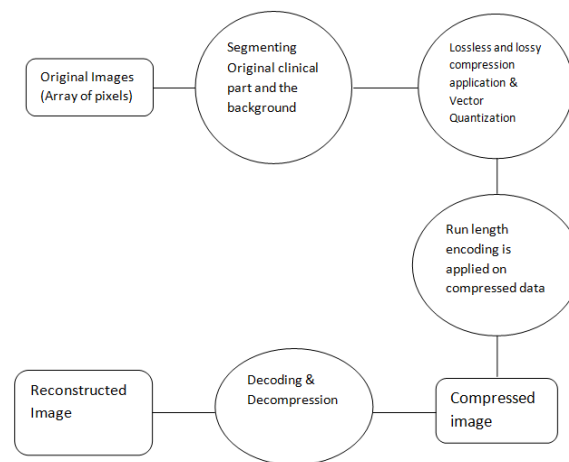 Original Images
(Array of pixels)
Segmenting
Original clinical
part and the
background
Lossless and lossy
compression
application &
Vector
Quantization
Run length
encoding is
applied on
compressed data
Compressed
image
Decoding &
Decompression
Reconstructed
Image